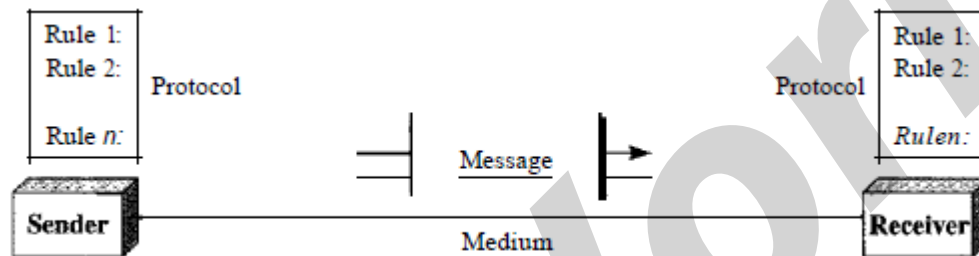 Rule 1:
Rule 2:
Rule n:
Protocol
Protocol
Rule 1:
Rule 2:
Rulen:
Message
Sender
Medium
Receiver